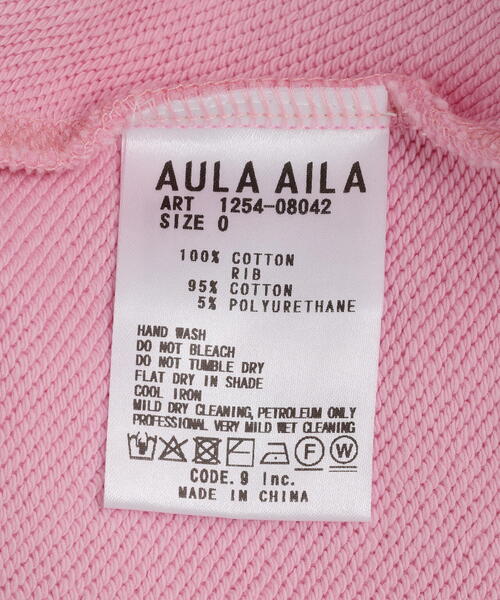 AULA AILA
ART 1254-08042
SIZE 0
100% COTTON
RIB
95% COTTON
5% POLYURETHANE
HAND WASH
DO NOT BLEACH
DO NOT TUMBLE DRY
FLAT DRY IN SHADE
COOL IRON
MILD DRY CLEANING, PETROLEUM ONLY
PROFESSIONAL VERY MILD WET CLEANING
F W
CODE. 9 Inc.
MADE IN CHINA